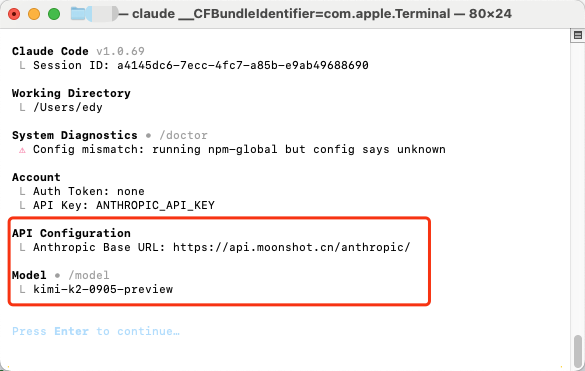 — claude __CFBundleIdentifier=com.apple.Terminal — 80×24
Claude Code v1.0.69
└ Session ID: a4145dc6-7ecc-4fc7-a85b-e9ab49688690
Working Directory
└ /Users/edy
System Diagnostics • /doctor
⚠ Config mismatch: running npm-global but config says unknown
Account
└ Auth Token: none
└ API Key: ANTHROPIC_API_KEY
API Configuration
└ Anthropic Base URL: https://api.moonshot.cn/anthropic/
Model • /model
└ kimi-k2-0905-preview
Press Enter to continue…